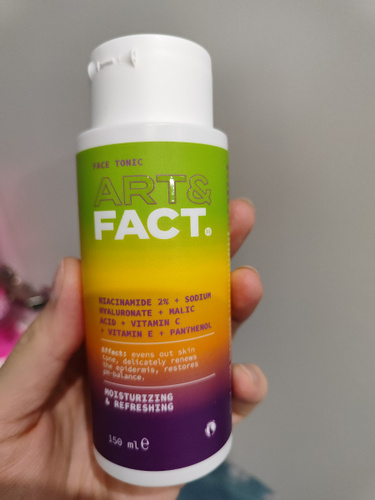 FACE TONIC
ART&
FACT.
NIACINAMIDE 2% + SODIUM
HYALURONATE + MALIC
ACID + VITAMIN C
+ VITAMIN E + PANTHENOL
Effect: evens out skin
tone, delicately renews
the epidermis, restores
pH-balance.
MOISTURIZING
& REFRESHING
150 ml ℮